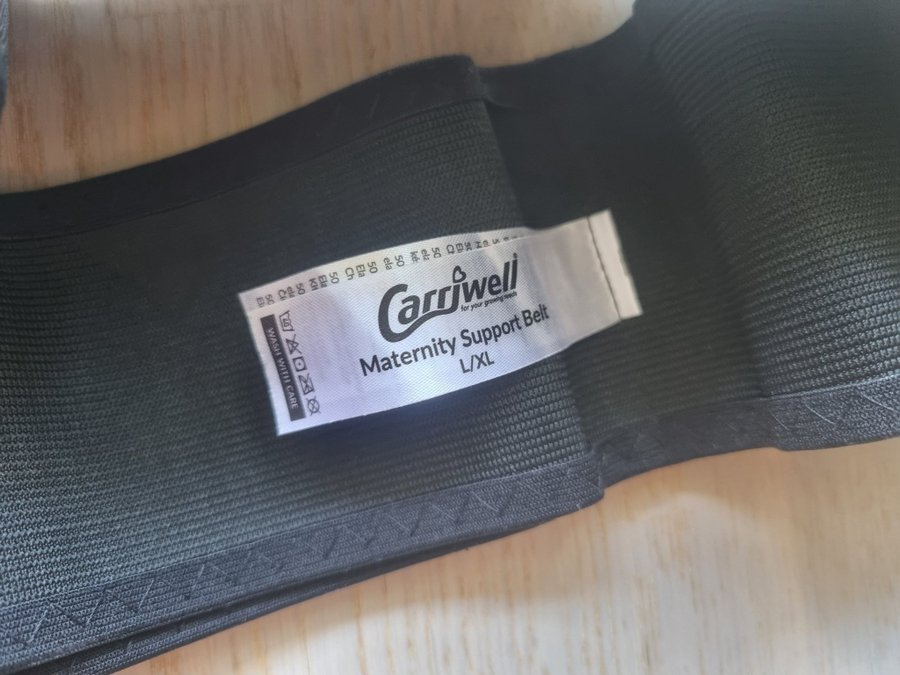 Carriwell
for your growing needs
Maternity Support Belt
L/XL
WASH WITH CARE